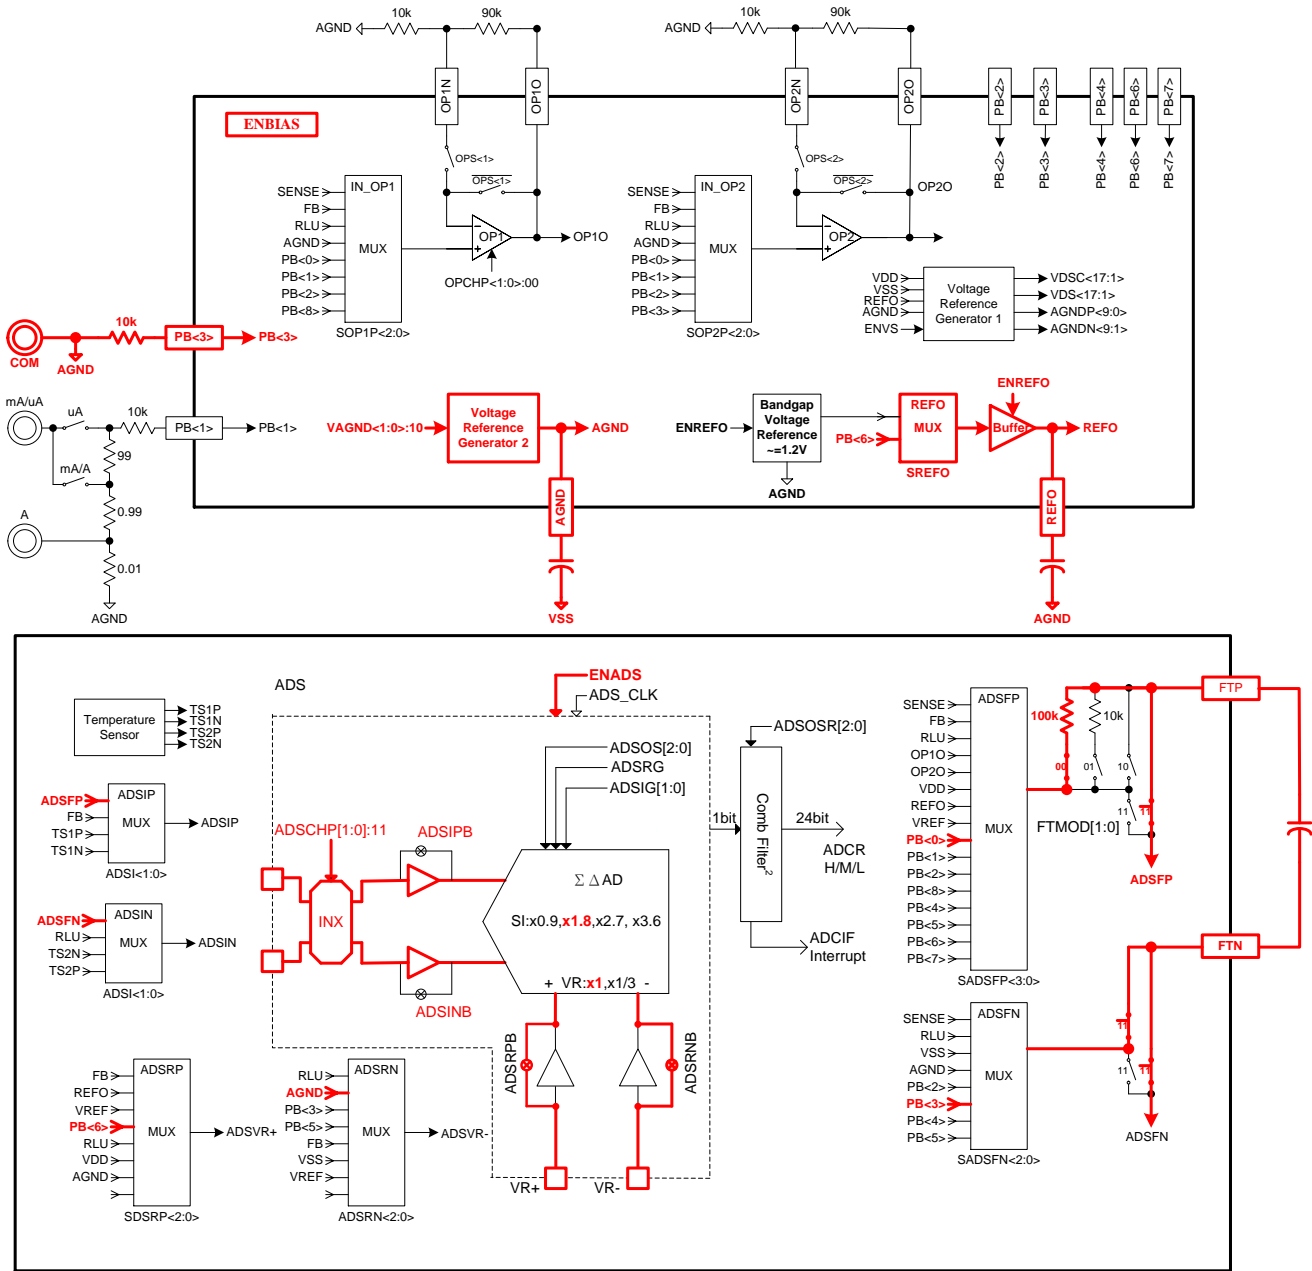 10k
90k
AGND
10k
90k
AGND
OP1N
OP1O
OP2N
OP2O
PB<2>
PB<3>
PB<4>
PB<6>
PB<7>
ENBIAS
OPS<1>
OPS<1>
OPS<2>
OPS<2>
PB<2>
PB<3>
PB<4>
PB<6>
PB<7>
SENSE
FB
RLU
AGND
PB<0>
PB<1>
PB<2>
PB<8>
IN_OP1
MUX
SOP1P<2:0>
OP1
OP1O
OPCHP<1:0>:00
SENSE
FB
RLU
AGND
PB<0>
PB<1>
PB<2>
PB<3>
IN_OP2
MUX
SOP2P<2:0>
OP2
OP2O
VDD
VSS
REFO
AGND
ENVS
Voltage
Reference
Generator 1
VDSC<17:1>
VDS<17:1>
AGNDP<9:0>
AGNDN<9:1>
COM
AGND
10k
PB<3>
PB<3>
mA/uA
uA
10k
PB<1>
PB<1>
99
mA/A
0.99
A
0.01
AGND
VAGND<1:0>:10
Voltage
Reference
Generator 2
AGND
AGND
VSS
ENREFO
Bandgap
Voltage
Reference
~=1.2V
AGND
PB<6>
REFO
MUX
SREFO
ENREFO
Buffer
REFO
REFO
AGND
ADS
ENADS
ADS_CLK
Temperature
Sensor
TS1P
TS1N
TS2P
TS2N
ADSFP
FB
TS1P
TS1N
ADSIP
MUX
ADSI<1:0>
ADSIP
ADSFN
RLU
TS2N
TS2P
ADSIN
MUX
ADSI<1:0>
ADSIN
ADSCHP[1:0]:11
INX
ADSIPB
ADSINB
ADSOS[2:0]
ADSRG
ADSIG[1:0]
Σ Δ AD
SI:x0.9,x1.8,x2.7, x3.6
+ VR:x1,x1/3 -
ADSRPB
ADSRNB
VR+
VR-
1bit
ADSOSR[2:0]
Comb Filter2
24bit
ADCR
H/M/L
ADCIF
Interrupt
FB
REFO
VREF
PB<6>
RLU
VDD
AGND
ADSRP
MUX
SDSRP<2:0>
ADSVR+
RLU
AGND
PB<3>
PB<5>
FB
VSS
VREF
ADSRN
MUX
ADSRN<2:0>
ADSVR-
SENSE
FB
RLU
OP1O
OP2O
VDD
REFO
VREF
PB<0>
PB<1>
PB<2>
PB<8>
PB<4>
PB<5>
PB<6>
PB<7>
ADSFP
MUX
SADSFP<3:0>
100k
10k
00
01
10
11
11
FTMOD[1:0]
ADSFP
FTP
SENSE
RLU
VSS
AGND
PB<2>
PB<3>
PB<4>
PB<5>
ADSFN
MUX
SADSFN<2:0>
11
11
11
ADSFN
FTN